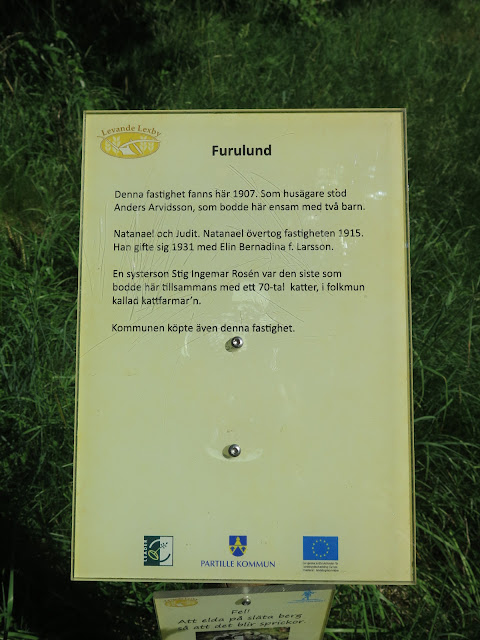 Levande Lexby
Furulund
Denna fastighet fanns här 1907. Som husägare stod
Anders Arvidsson, som bodde här ensam med två barn.
Natanael och Judit. Natanael övertog fastigheten 1915.
Han gifte sig 1931 med Elin Bernadina f. Larsson.
En systerson Stig Ingemar Rosén var den siste som
bodde här tillsammans med ett 70-tal katter, i folkmun
kallad kattfarmar´n.
Kommunen köpte även denna fastighet.
LEADER
PARTILLE KOMMUN
Fel!
Att elda på släta berg
så att det blir sprickor.